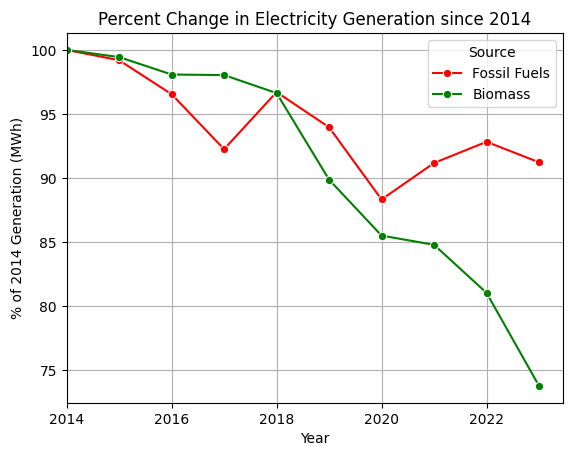 Percent Change in Electricity Generation since 2014
% of 2014 Generation (MWh)
100
95
90
85
80
75
Source
Fossil Fuels
Biomass
2014 2016 2018 2020 2022
Year